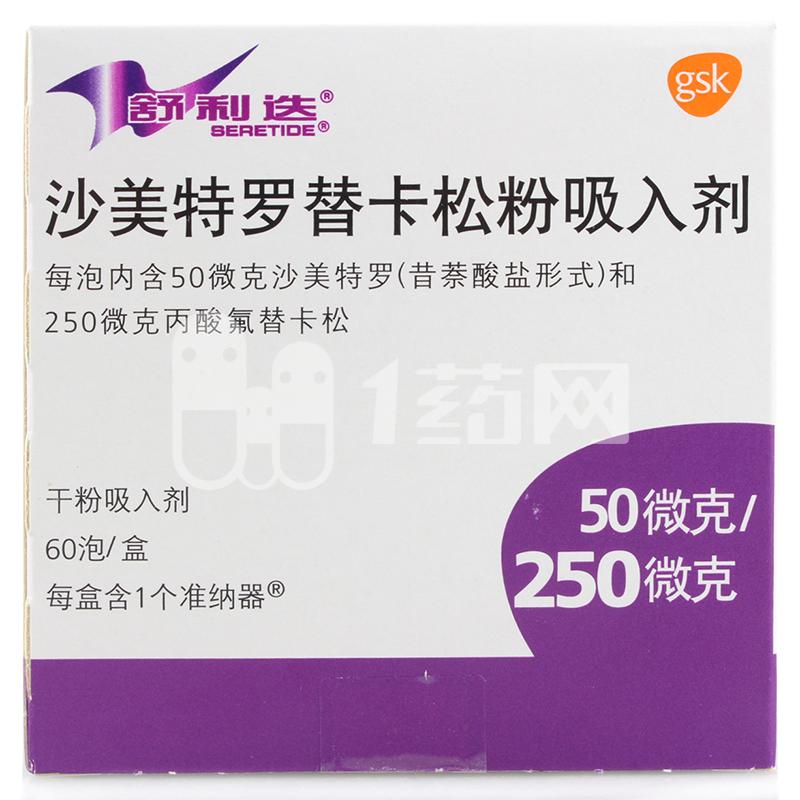 舒利迭®
SERETIDE®
gsk
沙美特罗替卡松粉吸入剂
每泡内含50微克沙美特罗(昔萘酸盐形式)和
250微克丙酸氟替卡松
1药网
干粉吸入剂
60泡/盒
每盒含1个准纳器®
50微克/
250微克